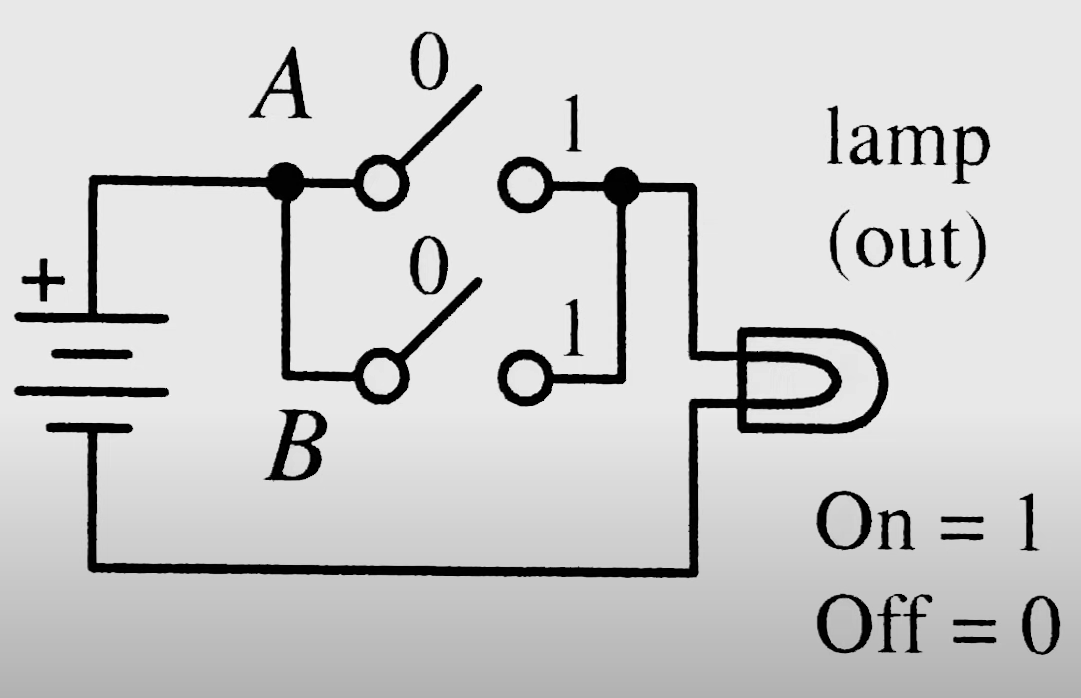 A
0
1
lamp
(out)
+
0
1
B
On = 1
Off = 0